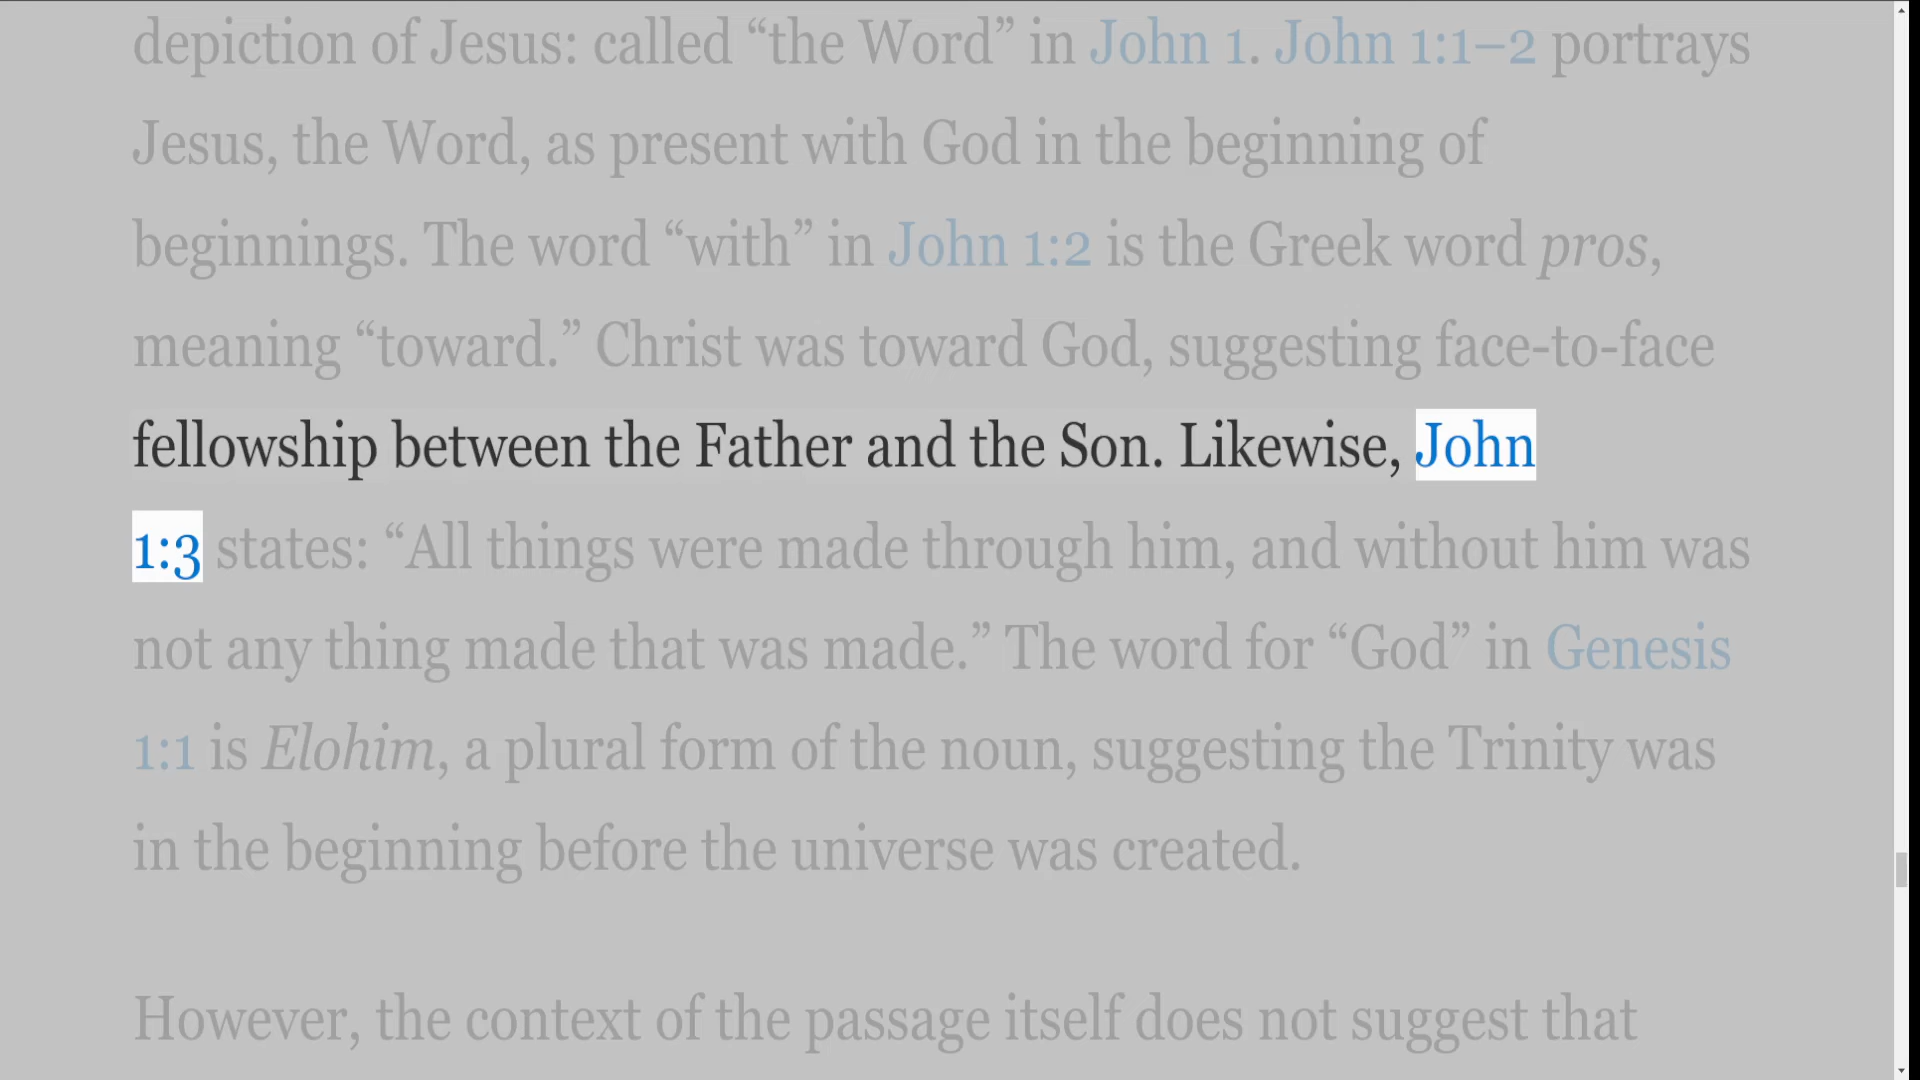 depiction of Jesus: called “the Word” in John 1. John 1:1–2 portrays
Jesus, the Word, as present with God in the beginning of
beginnings. The word “with” in John 1:2 is the Greek word pros,
meaning “toward.” Christ was toward God, suggesting face-to-face
fellowship between the Father and the Son. Likewise, John
1:3 states: “All things were made through him, and without him was
not any thing made that was made.” The word for “God” in Genesis
1:1 is Elohim, a plural form of the noun, suggesting the Trinity was
in the beginning before the universe was created.
However, the context of the passage itself does not suggest that